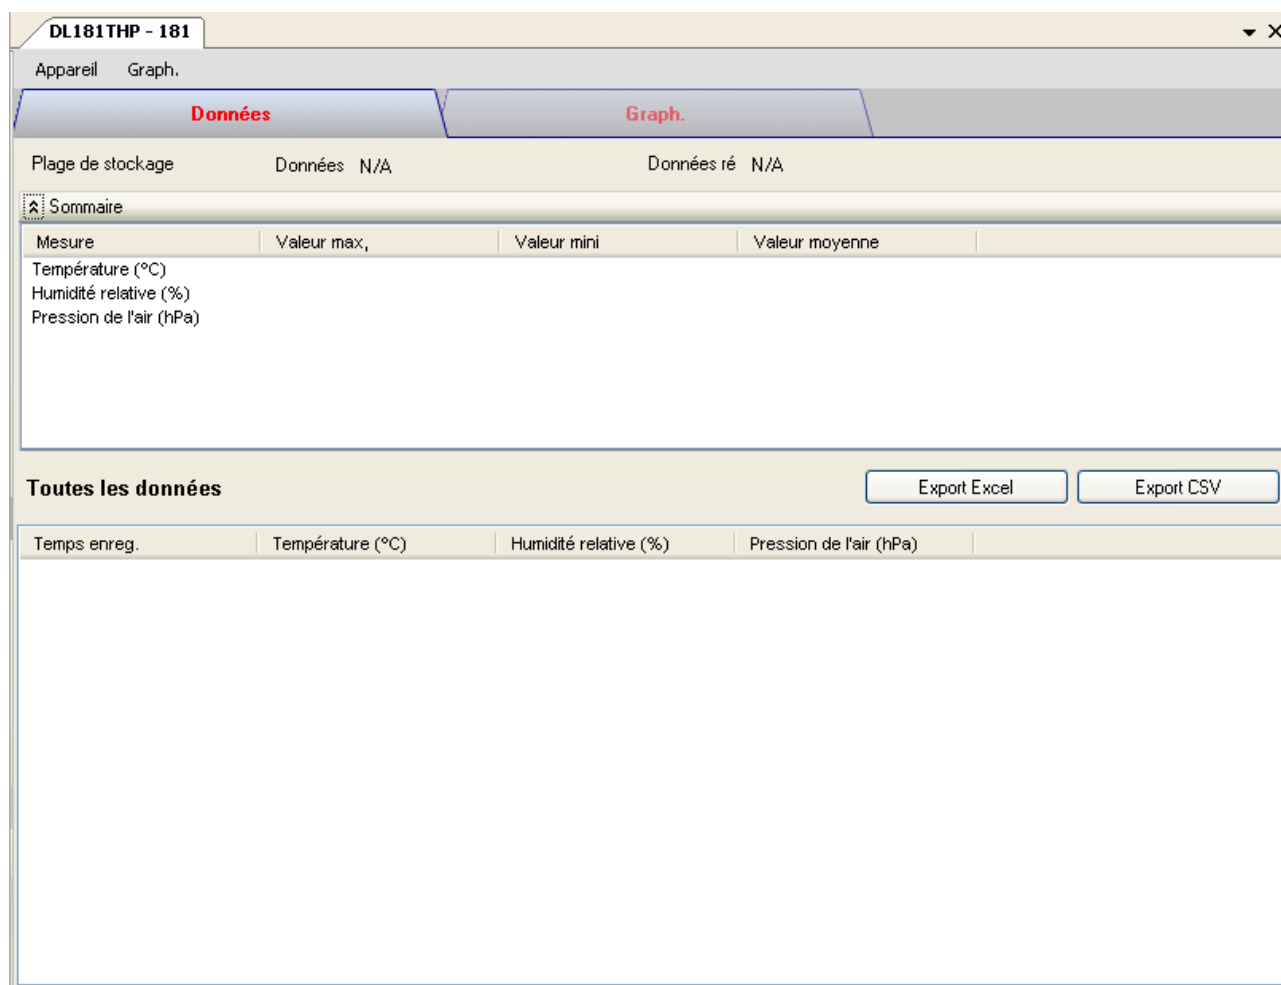 DL181THP - 181
Appareil Graph.
Données Graph.
Plage de stockage Données N/A Données ré N/A
Sommaire
Mesure Valeur max, Valeur mini Valeur moyenne
Température (°C)
Humidité relative (%)
Pression de l'air (hPa)
Toutes les données Export Excel Export CSV
Temps enreg. Température (°C) Humidité relative (%) Pression de l'air (hPa)